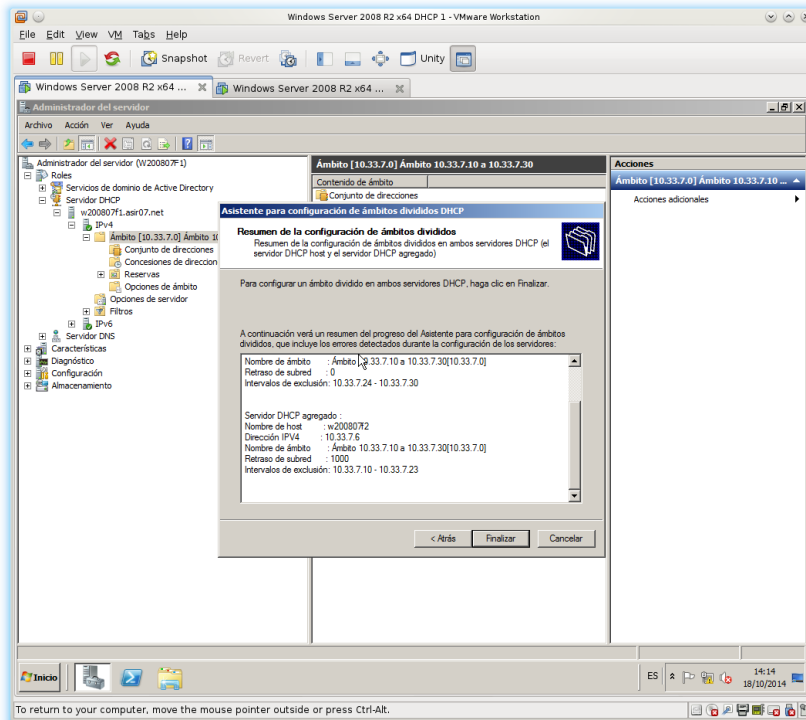 Windows Server 2008 R2 x64 DHCP 1 - VMware Workstation
File Edit View VM Tabs Help
Snapshot Revert Unity
Windows Server 2008 R2 x64 ... Windows Server 2008 R2 x64 ...
Administrador del servidor
Archivo Acción Ver Ayuda
Administrador del servidor (W200807F1)
Roles
Servicios de dominio de Active Directory
Servidor DHCP
w200807f1.asir07.net
IPv4
Ámbito [10.33.7.0] Ámbito 10
Conjunto de direcciones
Concesiones de direccion
Reservas
Opciones de ámbito
Opciones de servidor
Filtros
IPv6
Servidor DNS
Características
Diagnóstico
Configuración
Almacenamiento
Ámbito [10.33.7.0] Ámbito 10.33.7.10 a 10.33.7.30
Contenido de ámbito
Conjunto de direcciones
Acciones
Ámbito [10.33.7.0] Ámbito 10.33.7.10 ...
Acciones adicionales
Asistente para configuración de ámbitos divididos DHCP
Resumen de la configuración de ámbitos divididos
Resumen de la configuración de ámbitos divididos en ambos servidores DHCP (el
servidor DHCP host y el servidor DHCP agregado)
Para configurar un ámbito dividido en ambos servidores DHCP, haga clic en Finalizar.
A continuación verá un resumen del progreso del Asistente para configuración de ámbitos
divididos, que incluye los errores detectados durante la configuración de los servidores:
Nombre de ámbito : Ámbito 10.33.7.10 a 10.33.7.30[10.33.7.0]
Retraso de subred : 0
Intervalos de exclusión: 10.33.7.24 - 10.33.7.30
Servidor DHCP agregado :
Nombre de host : w200807f2
Dirección IPV4 : 10.33.7.6
Nombre de ámbito : Ámbito 10.33.7.10 a 10.33.7.30[10.33.7.0]
Retraso de subred : 1000
Intervalos de exclusión: 10.33.7.10 - 10.33.7.23
< Atrás Finalizar Cancelar
Inicio ES 14:14
18/10/2014
To return to your computer, move the mouse pointer outside or press Ctrl-Alt.